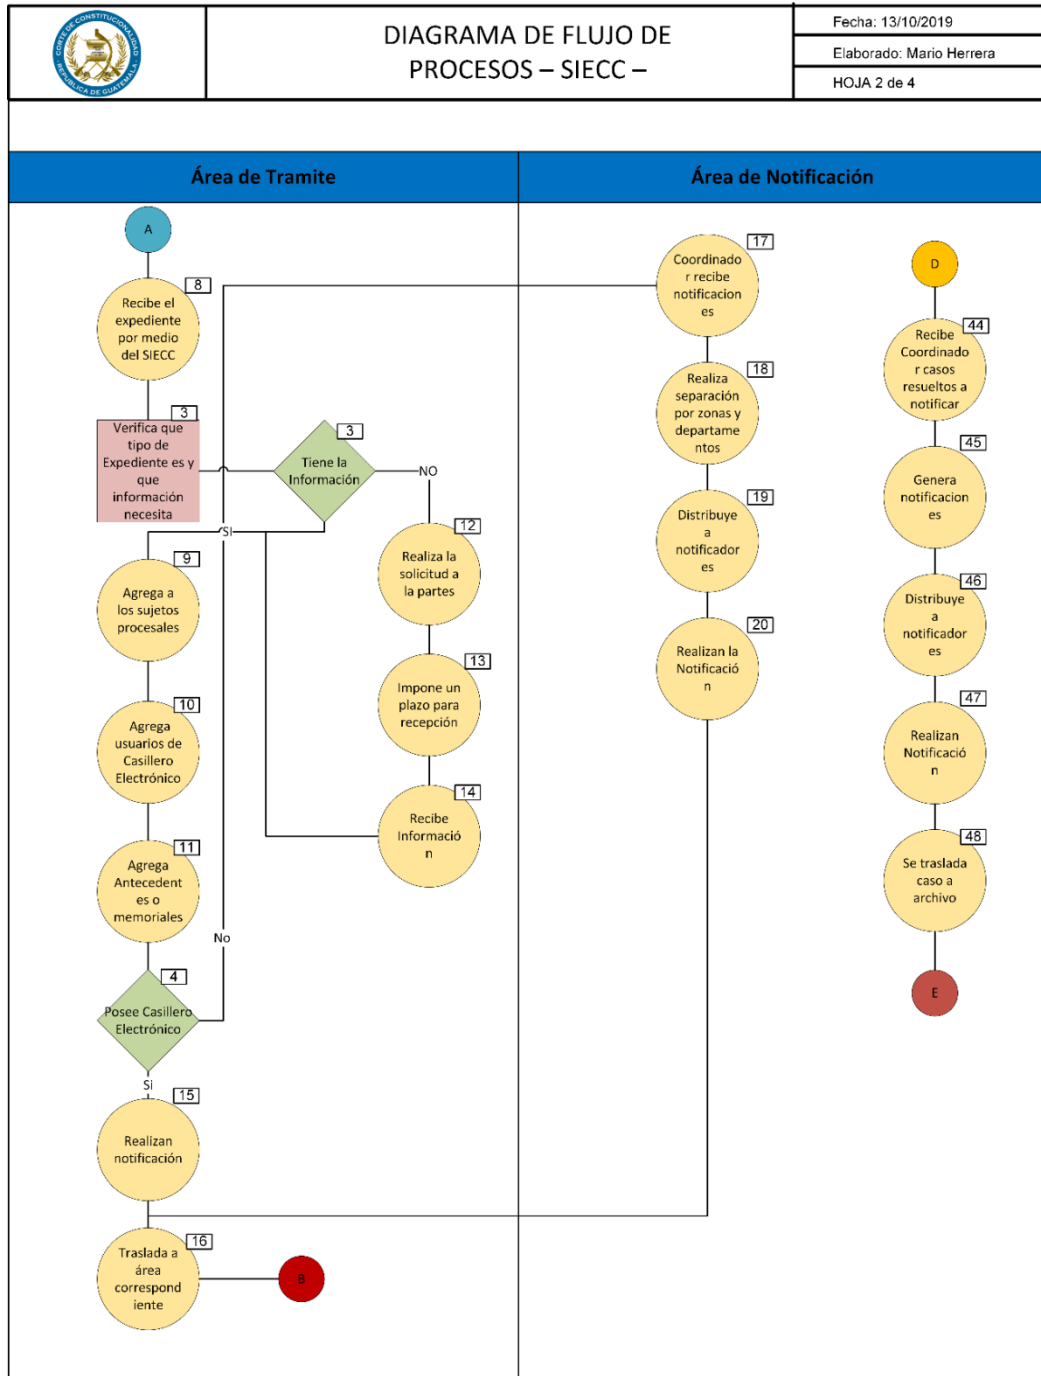 CORTE DE CONSTITUCIONALIDAD
REPUBLICA DE GUATEMALA
DIAGRAMA DE FLUJO DE
PROCESOS – SIECC –
Fecha: 13/10/2019
Elaborado: Mario Herrera
HOJA 2 de 4
Área de Tramite
Área de Notificación
A
8
Recibe el
expediente
por medio
del SIECC
3
Verifica que
tipo de
Expediente es y
que
información
necesita
3
Tiene la
Información
NO
SI
12
Realiza la
solicitud a
la partes
13
Impone un
plazo para
recepción
14
Recibe
Informació
n
9
Agrega a
los sujetos
procesales
10
Agrega
usuarios de
Casillero
Electrónico
11
Agrega
Antecedent
es o
memoriales
No
4
Posee Casillero
Electrónico
Si
15
Realizan
notificación
16
Traslada a
área
correspond
iente
B
17
Coordinado
r recibe
notificacion
es
18
Realiza
separación
por zonas y
departame
ntos
19
Distribuye
a
notificador
es
20
Realizan la
Notificació
n
D
44
Recibe
Coordinado
r casos
resueltos a
notificar
45
Genera
notificacion
es
46
Distribuye
a
notificador
es
47
Realizan
Notificació
n
48
Se traslada
caso a
archivo
E